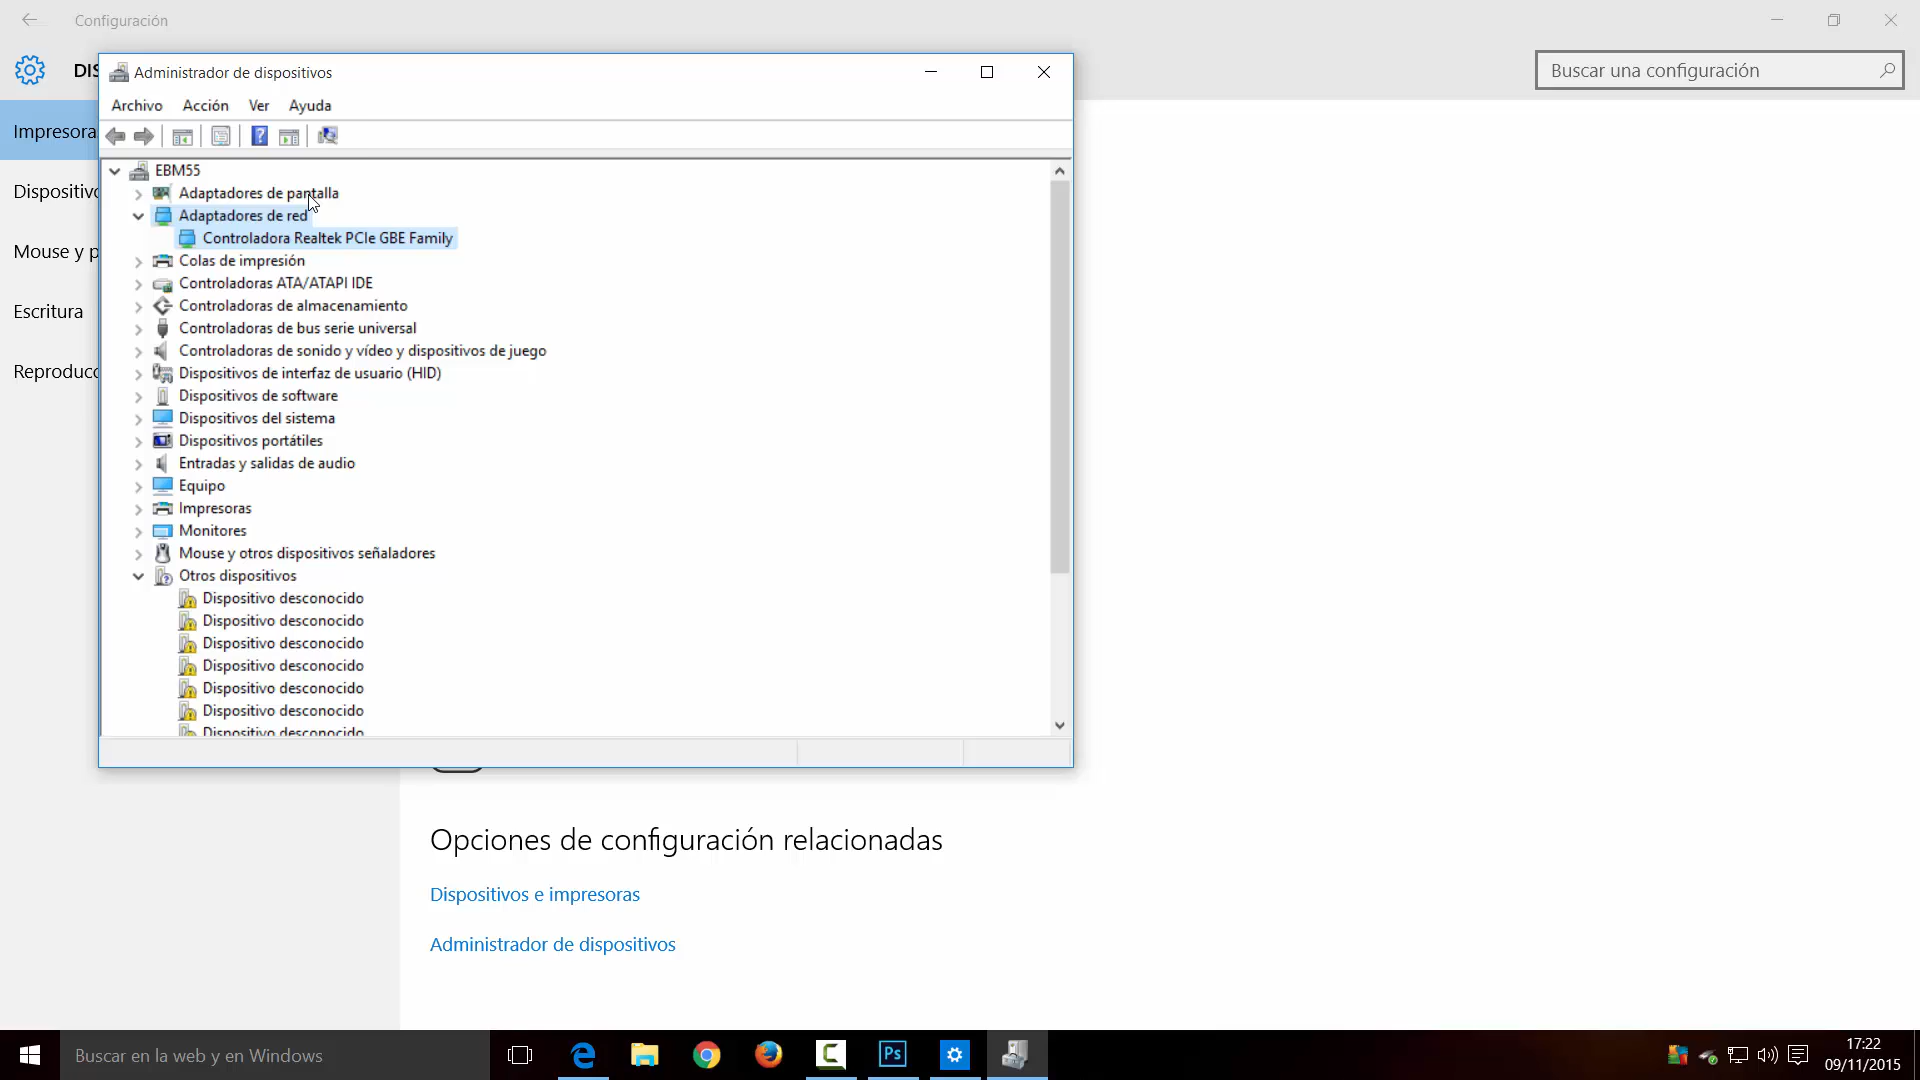 Configuración
DIS
Buscar una configuración
Administrador de dispositivos
Archivo Acción Ver Ayuda
Impresora
Dispositivo
Mouse y p
Escritura
Reproducc
EBM55
Adaptadores de pantalla
Adaptadores de red
Controladora Realtek PCIe GBE Family
Colas de impresión
Controladoras ATA/ATAPI IDE
Controladoras de almacenamiento
Controladoras de bus serie universal
Controladoras de sonido y vídeo y dispositivos de juego
Dispositivos de interfaz de usuario (HID)
Dispositivos de software
Dispositivos del sistema
Dispositivos portátiles
Entradas y salidas de audio
Equipo
Impresoras
Monitores
Mouse y otros dispositivos señaladores
Otros dispositivos
Dispositivo desconocido
Dispositivo desconocido
Dispositivo desconocido
Dispositivo desconocido
Dispositivo desconocido
Dispositivo desconocido
Dispositivo desconocido
Opciones de configuración relacionadas
Dispositivos e impresoras
Administrador de dispositivos
Buscar en la web y en Windows
Ps
17:22
09/11/2015